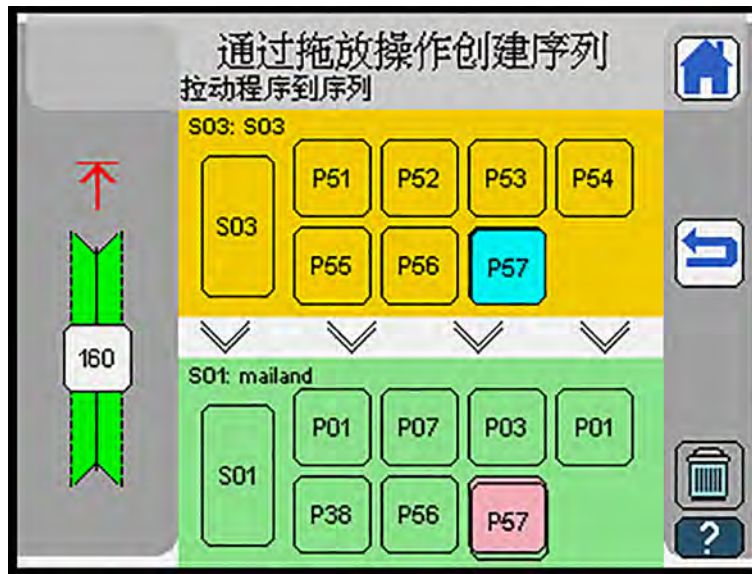 通过拖放操作创建序列
拉动程序到序列
S03: S03
S03
P51 P52 P53 P54
P55 P56 P57
160
S01: mailand
S01
P01 P07 P03 P01
P38 P56 P57
?